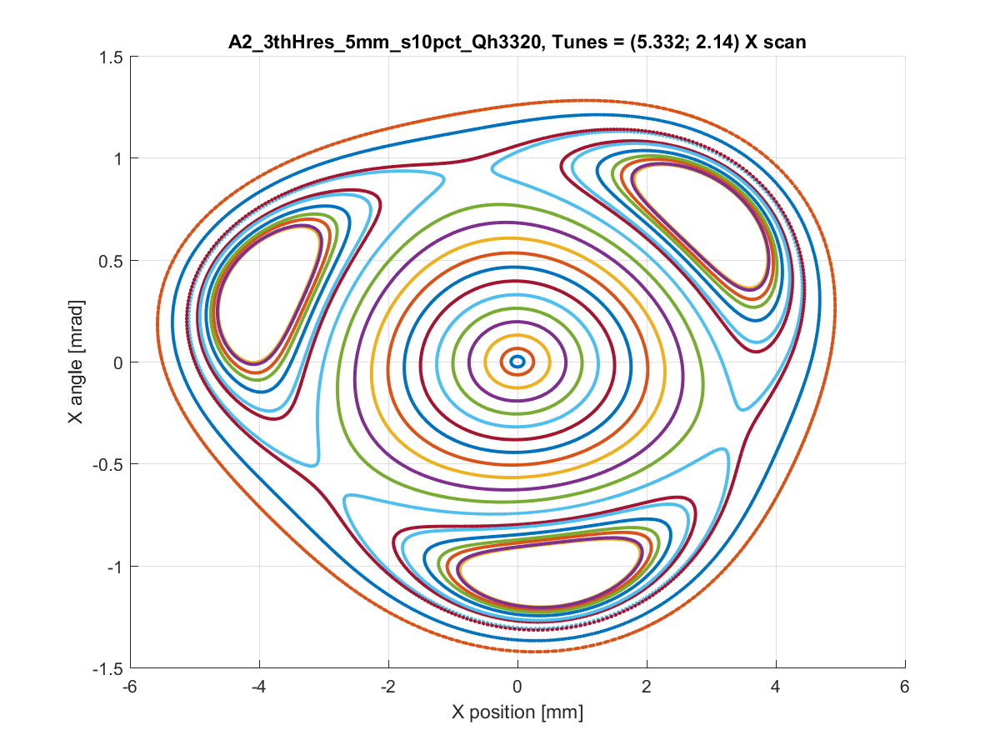 A2_3thHres_5mm_s10pct_Qh3320, Tunes = (5.332; 2.14) X scan
1.5
1
0.5
0
-0.5
-1
-1.5
X angle [mrad]
-6 -4 -2 0 2 4 6
X position [mm]